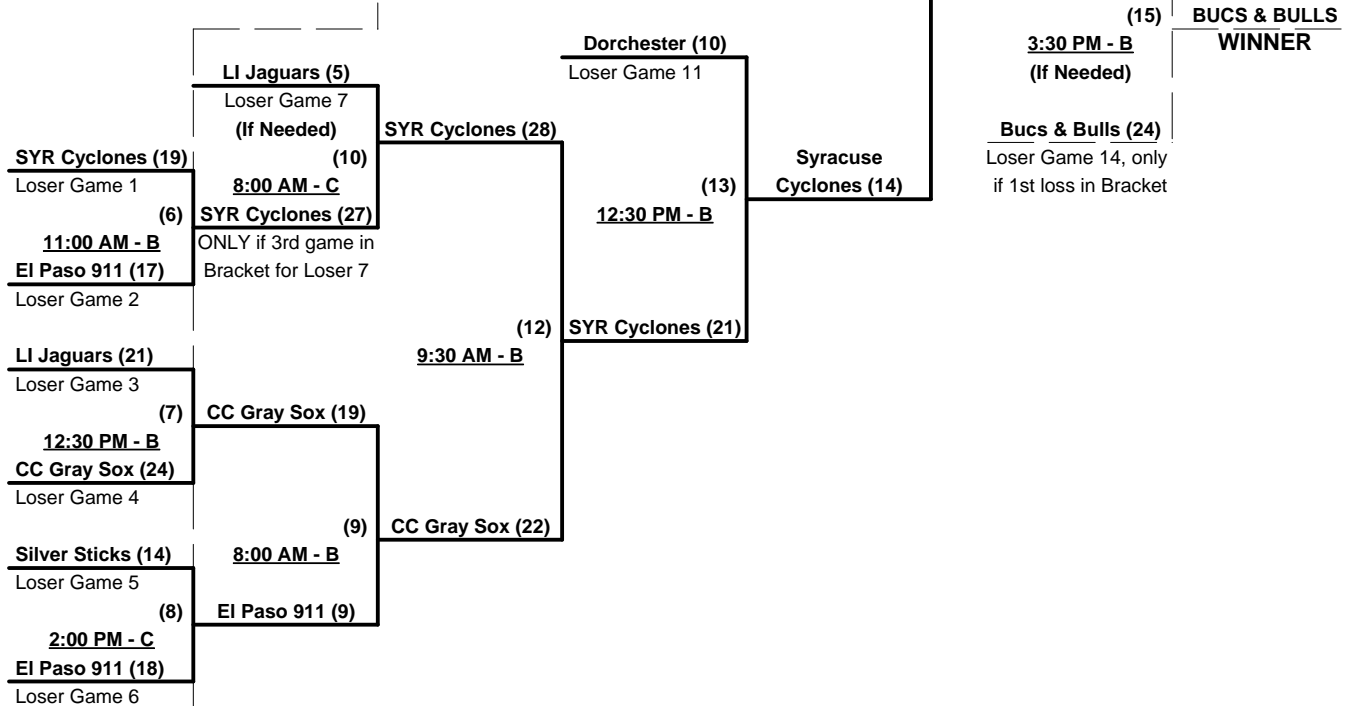 (15) BUCS & BULLS
Dorchester (10) 3:30 PM - B WINNER
LI Jaguars (5) Loser Game 11 (If Needed)
Loser Game 7
(If Needed) SYR Cyclones (28) Bucs & Bulls (24)
SYR Cyclones (19) (10) Syracuse Loser Game 14, only
Loser Game 1 8:00 AM - C (13) Cyclones (14) if 1st loss in Bracket
(6) SYR Cyclones (27) 12:30 PM - B
11:00 AM - B ONLY if 3rd game in
El Paso 911 (17) Bracket for Loser 7
Loser Game 2
(12) SYR Cyclones (21)
LI Jaguars (21) 9:30 AM - B
Loser Game 3
(7) CC Gray Sox (19)
12:30 PM - B
CC Gray Sox (24)
Loser Game 4
(9) CC Gray Sox (22)
Silver Sticks (14) 8:00 AM - B
Loser Game 5
(8) El Paso 911 (9)
2:00 PM - C
El Paso 911 (18)
Loser Game 6